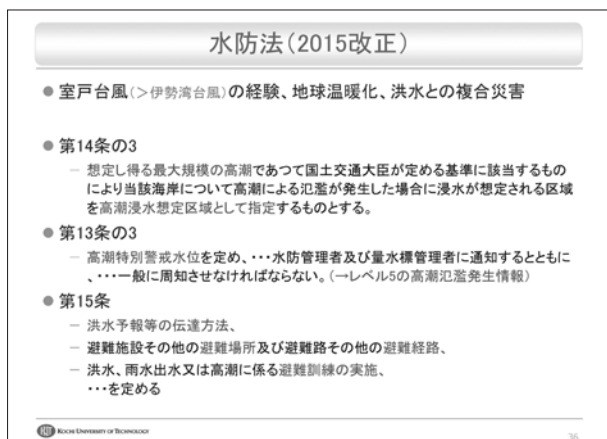 水防法(2015改正)
● 室戸台風(>伊勢湾台風)の経験、地球温暖化、洪水との複合災害
● 第14条の3
－ 想定し得る最大規模の高潮であつて国土交通大臣が定める基準に該当するもの
により当該海岸について高潮による氾濫が発生した場合に浸水が想定される区域
を高潮浸水想定区域として指定するものとする。
● 第13条の3
－ 高潮特別警戒水位を定め、・・・水防管理者及び量水標管理者に通知するとともに
、・・・一般に周知させなければならない。(→レベル5の高潮氾濫発生情報)
● 第15条
－ 洪水予報等の伝達方法、
－ 避難施設その他の避難場所及び避難路その他の避難経路、
－ 洪水、雨水出水又は高潮に係る避難訓練の実施、
・・・を定める
KOCHI UNIVERSITY OF TECHNOLOGY
36